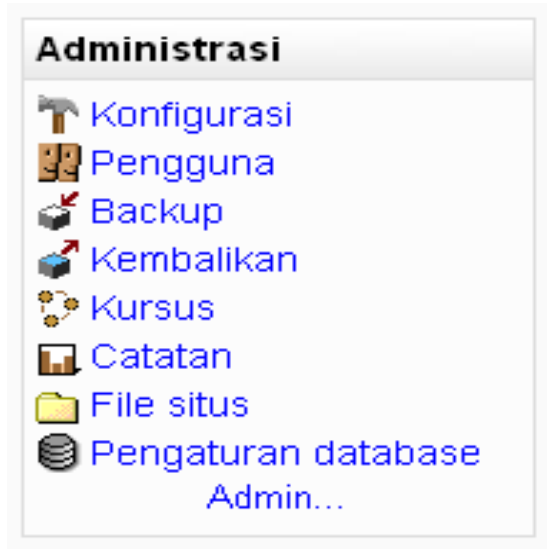 Administrasi
Konfigurasi
Pengguna
Backup
Kembalikan
Kursus
Catatan
File situs
Pengaturan database
Admin...